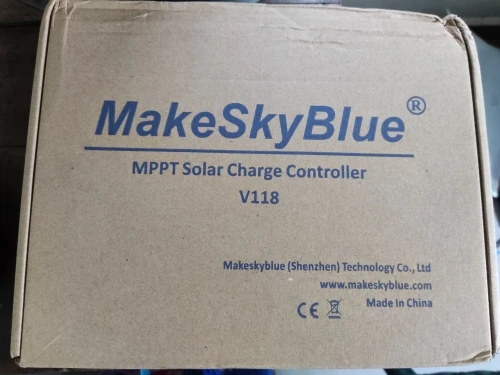 MakeSkyBlue®
MPPT Solar Charge Controller
V118
Makeskyblue (Shenzhen) Technology Co., Ltd
www.makeskyblue.com
CE Made In China